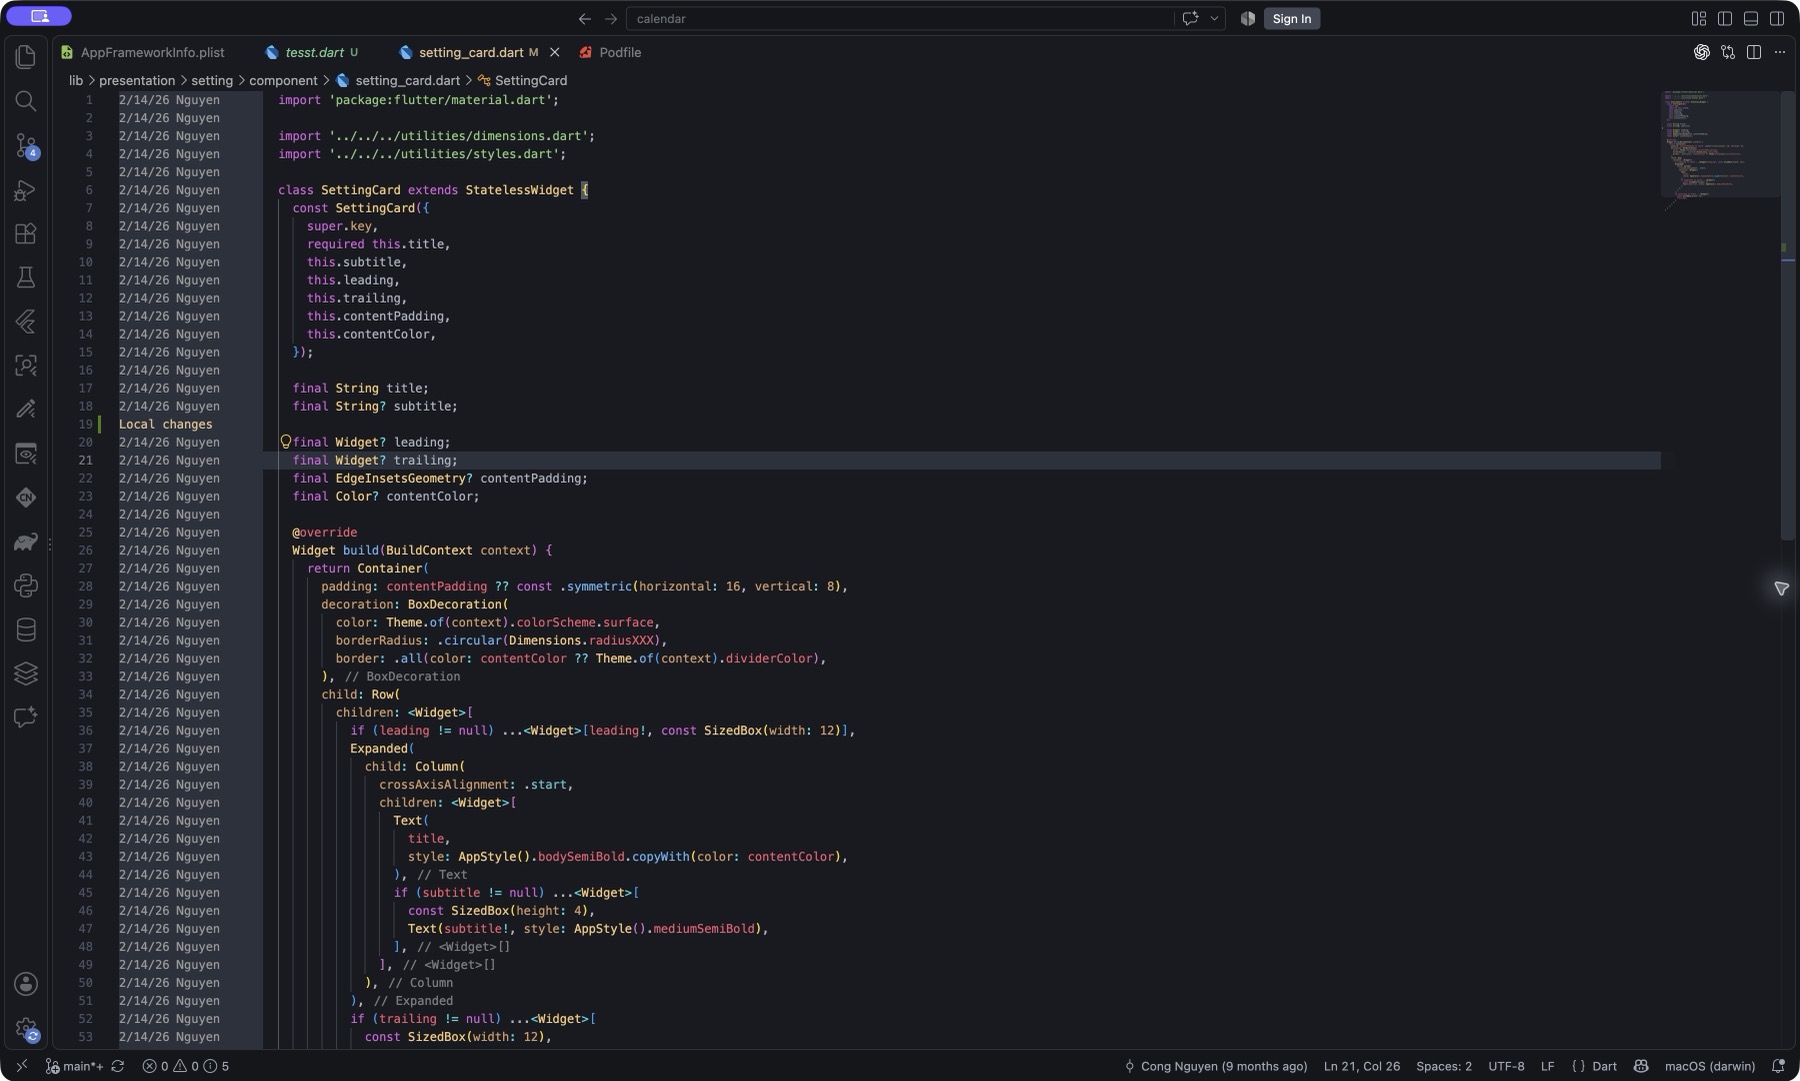 calendar
Sign In
AppFrameworkInfo.plist
tesst.dart U
setting_card.dart M
Podfile
lib > presentation > setting > component > setting_card.dart > SettingCard
1 2/14/26 Nguyen import 'package:flutter/material.dart';
2 2/14/26 Nguyen
3 2/14/26 Nguyen import '../../../utilities/dimensions.dart';
4 2/14/26 Nguyen import '../../../utilities/styles.dart';
5 2/14/26 Nguyen
6 2/14/26 Nguyen class SettingCard extends StatelessWidget {
7 2/14/26 Nguyen const SettingCard({
8 2/14/26 Nguyen super.key,
9 2/14/26 Nguyen required this.title,
10 2/14/26 Nguyen this.subtitle,
11 2/14/26 Nguyen this.leading,
12 2/14/26 Nguyen this.trailing,
13 2/14/26 Nguyen this.contentPadding,
14 2/14/26 Nguyen this.contentColor,
15 2/14/26 Nguyen });
16 2/14/26 Nguyen
17 2/14/26 Nguyen final String title;
18 2/14/26 Nguyen final String? subtitle;
19 Local changes
20 2/14/26 Nguyen final Widget? leading;
21 2/14/26 Nguyen final Widget? trailing;
22 2/14/26 Nguyen final EdgeInsetsGeometry? contentPadding;
23 2/14/26 Nguyen final Color? contentColor;
24 2/14/26 Nguyen
25 2/14/26 Nguyen @override
26 2/14/26 Nguyen Widget build(BuildContext context) {
27 2/14/26 Nguyen return Container(
28 2/14/26 Nguyen padding: contentPadding ?? const .symmetric(horizontal: 16, vertical: 8),
29 2/14/26 Nguyen decoration: BoxDecoration(
30 2/14/26 Nguyen color: Theme.of(context).colorScheme.surface,
31 2/14/26 Nguyen borderRadius: .circular(Dimensions.radiusXXX),
32 2/14/26 Nguyen border: .all(color: contentColor ?? Theme.of(context).dividerColor),
33 2/14/26 Nguyen ), // BoxDecoration
34 2/14/26 Nguyen child: Row(
35 2/14/26 Nguyen children: <Widget>[
36 2/14/26 Nguyen if (leading != null) ...<Widget>[leading!, const SizedBox(width: 12)],
37 2/14/26 Nguyen Expanded(
38 2/14/26 Nguyen child: Column(
39 2/14/26 Nguyen crossAxisAlignment: .start,
40 2/14/26 Nguyen children: <Widget>[
41 2/14/26 Nguyen Text(
42 2/14/26 Nguyen title,
43 2/14/26 Nguyen style: AppStyle().bodySemiBold.copyWith(color: contentColor),
44 2/14/26 Nguyen ), // Text
45 2/14/26 Nguyen if (subtitle != null) ...<Widget>[
46 2/14/26 Nguyen const SizedBox(height: 4),
47 2/14/26 Nguyen Text(subtitle!, style: AppStyle().mediumSemiBold),
48 2/14/26 Nguyen ], // <Widget>[]
49 2/14/26 Nguyen ], // <Widget>[]
50 2/14/26 Nguyen ), // Column
51 2/14/26 Nguyen ), // Expanded
52 2/14/26 Nguyen if (trailing != null) ...<Widget>[
53 2/14/26 Nguyen const SizedBox(width: 12),
4
CN
main*+ 0 0 5 Cong Nguyen (9 months ago) Ln 21, Col 26 Spaces: 2 UTF-8 LF { } Dart macOS (darwin)